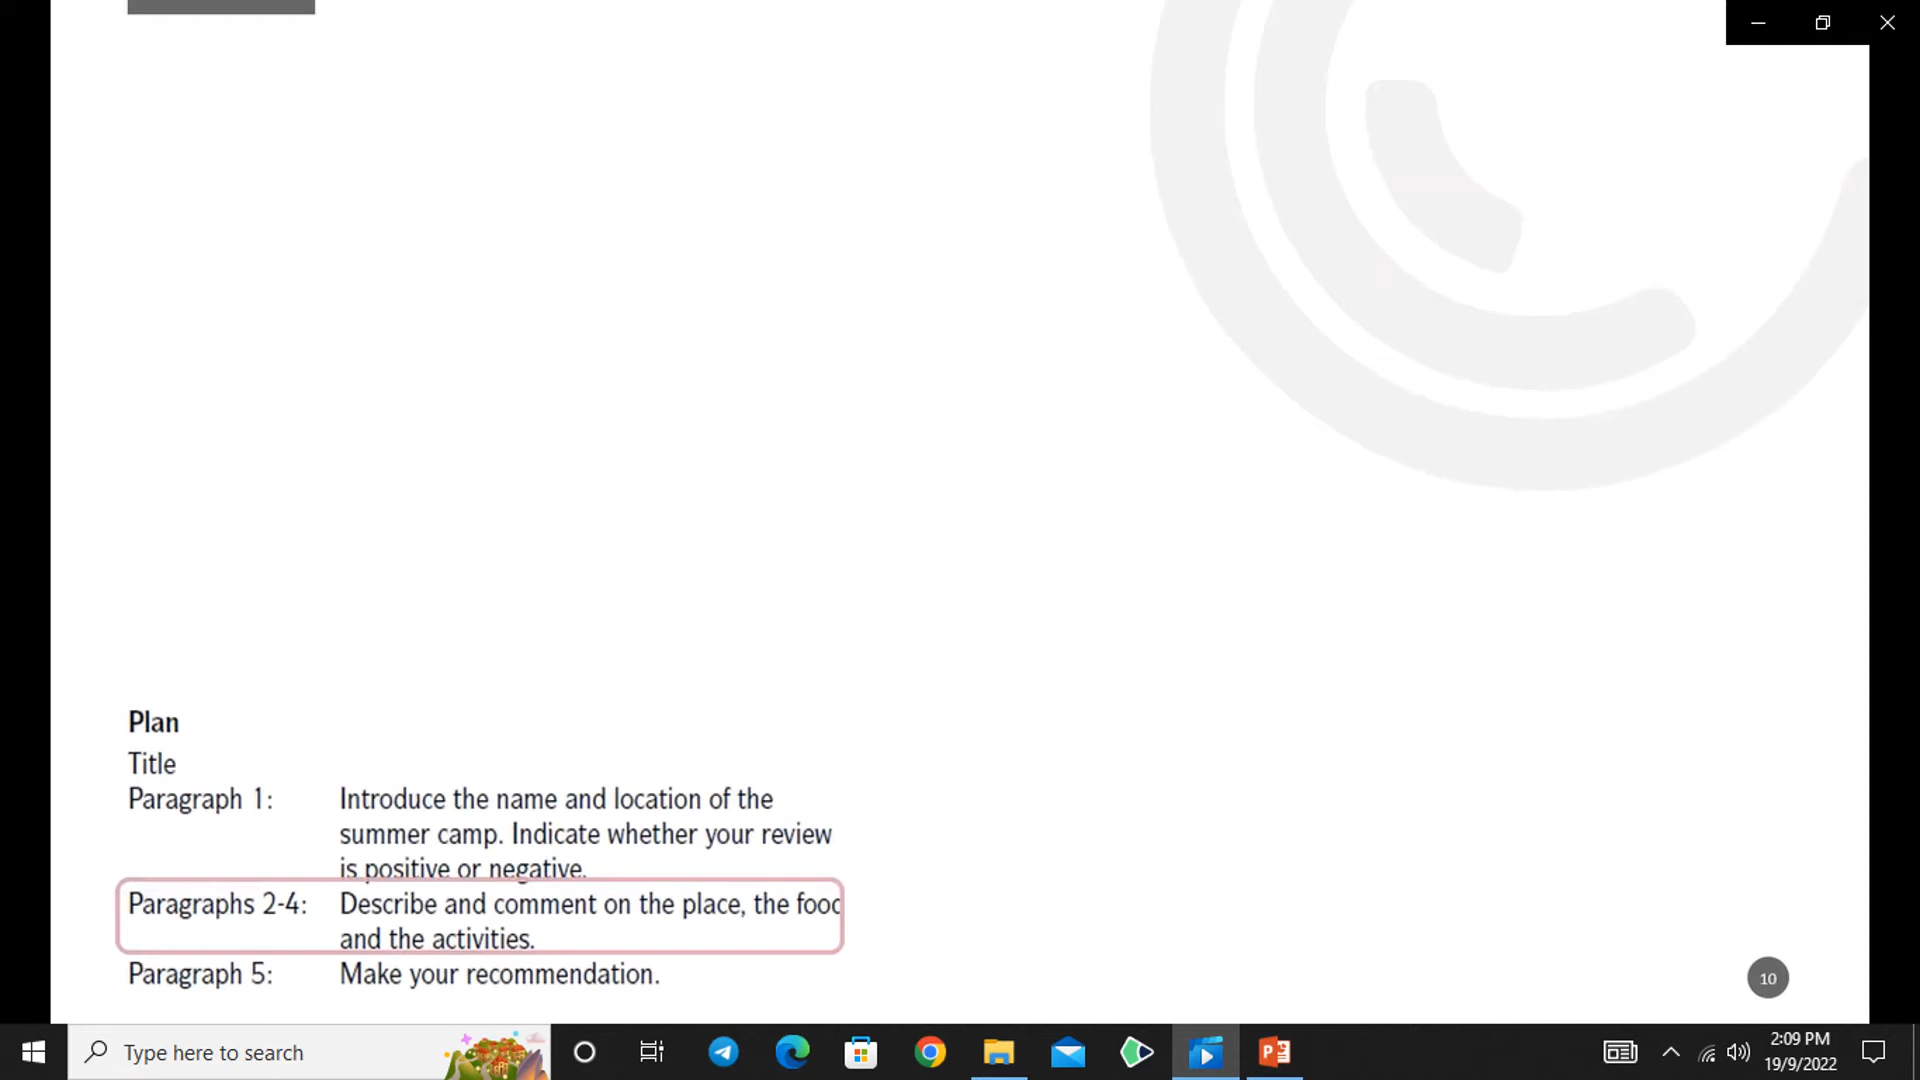 Plan
Title
Paragraph 1: Introduce the name and location of the
summer camp. Indicate whether your review
is positive or negative.
Paragraphs 2-4: Describe and comment on the place, the food
and the activities.
Paragraph 5: Make your recommendation.
10
Type here to search
2:09 PM
19/9/2022